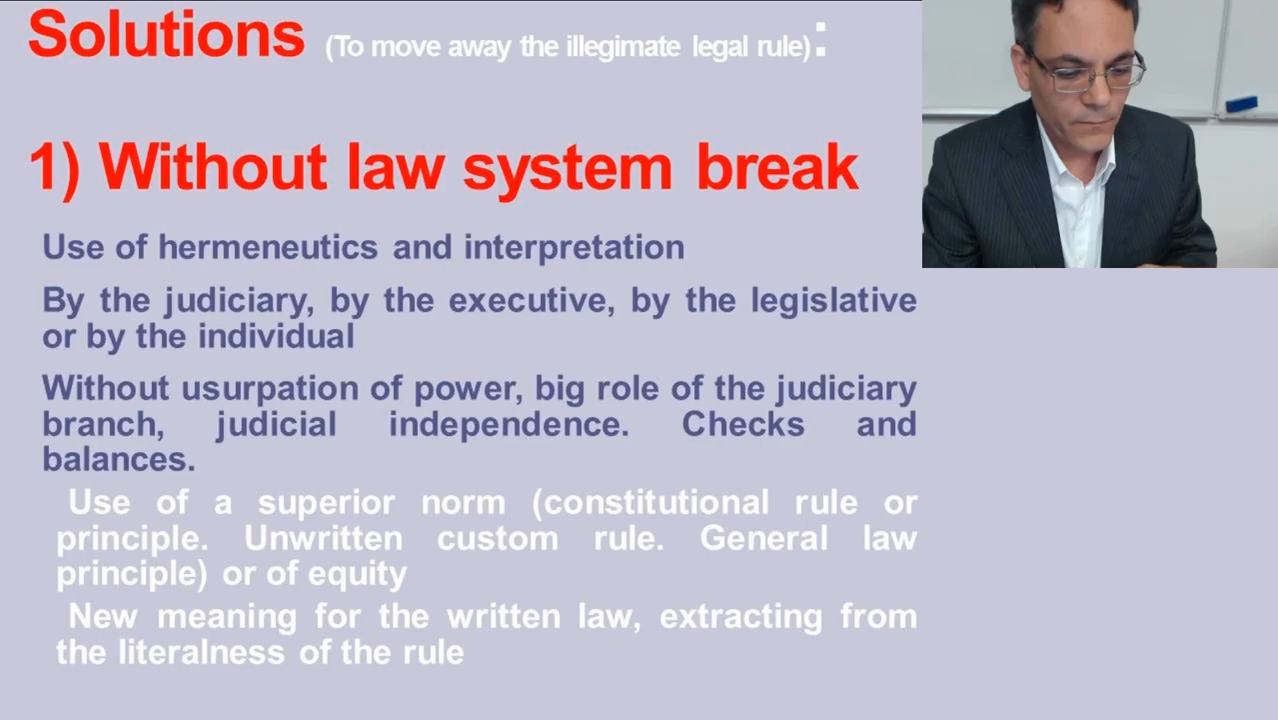 Solutions (To move away the illegimate legal rule):
1) Without law system break
Use of hermeneutics and interpretation
By the judiciary, by the executive, by the legislative
or by the individual
Without usurpation of power, big role of the judiciary
branch, judicial independence. Checks and
balances.
Use of a superior norm (constitutional rule or
principle. Unwritten custom rule. General law
principle) or of equity
New meaning for the written law, extracting from
the literalness of the rule